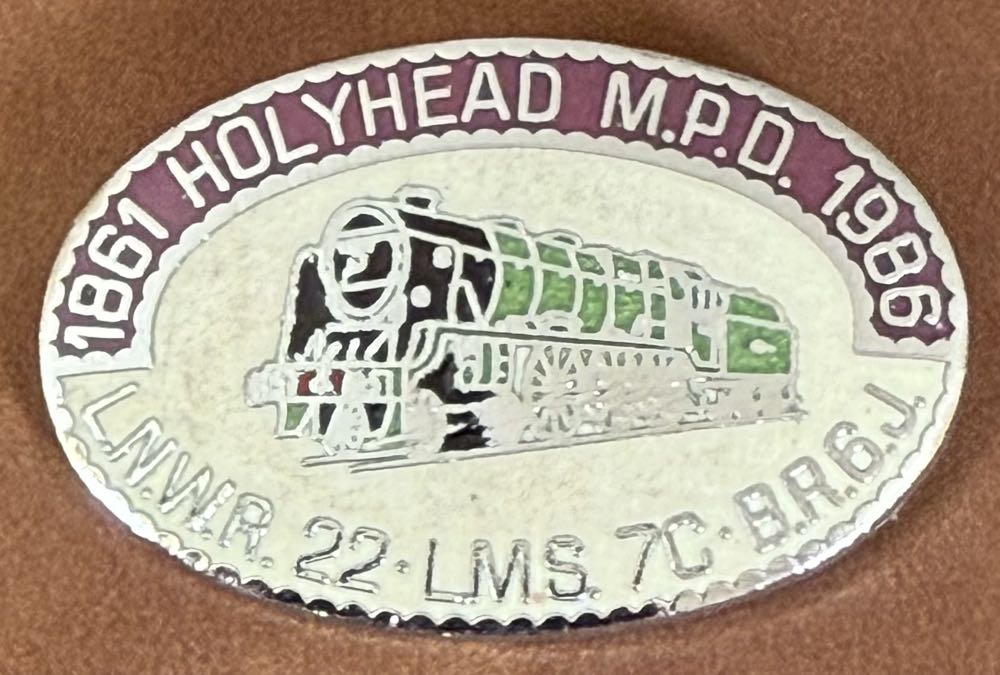 1861 HOLYHEAD M.P.D. 1986
L.N.W.R. 22 · L.M.S. 7C · B.R. 6.J.